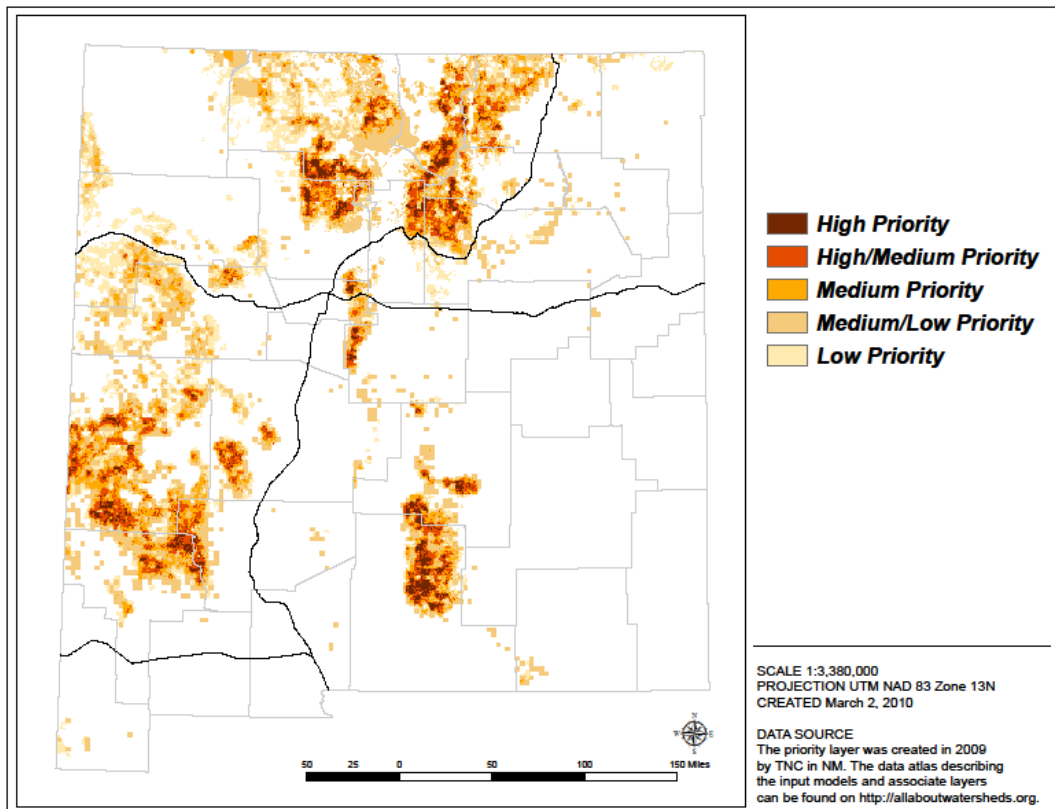 High Priority
High/Medium Priority
Medium Priority
Medium/Low Priority
Low Priority
SCALE 1:3,380,000
PROJECTION UTM NAD 83 Zone 13N
CREATED March 2, 2010
DATA SOURCE
The priority layer was created in 2009
by TNC in NM. The data atlas describing
the input models and associate layers
can be found on http://allaboutwatersheds.org.
N
W E
S
50 25 0 50 100 150 Miles